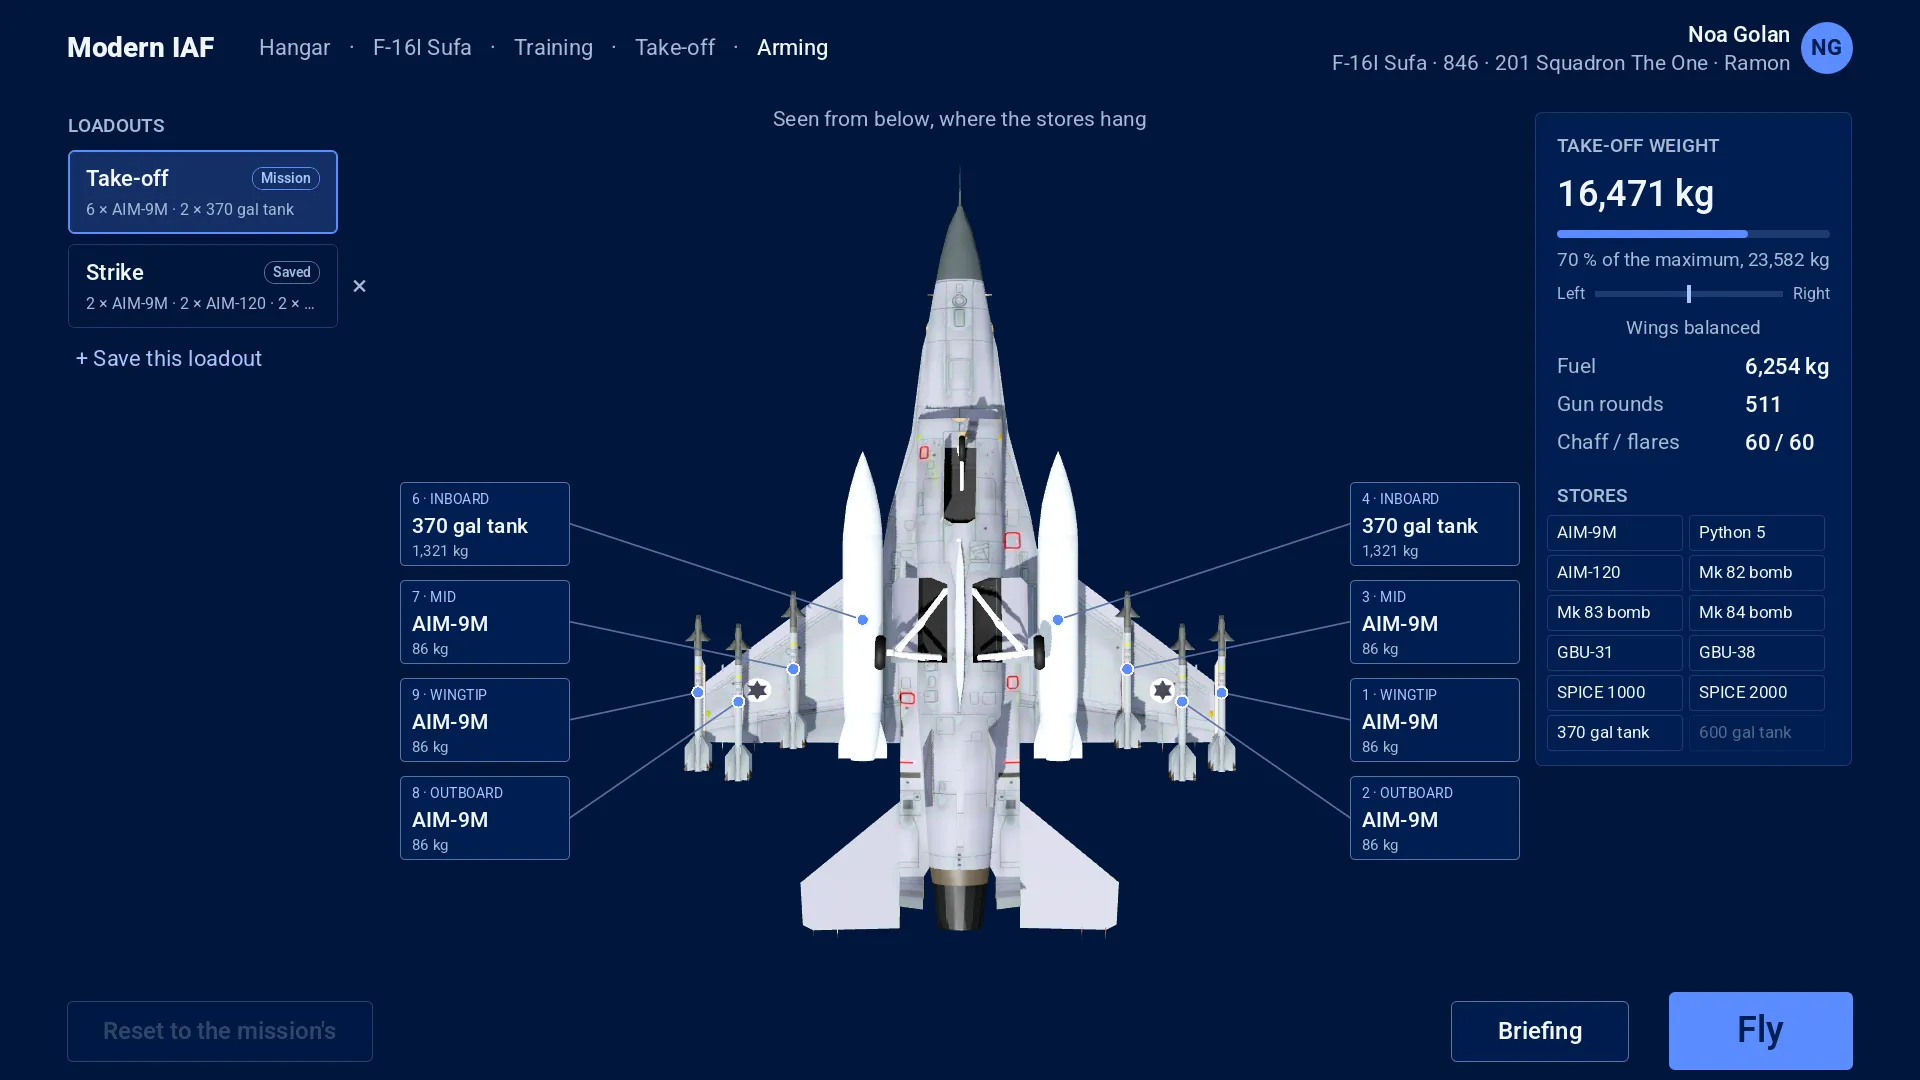 Modern IAF
Hangar · F-16I Sufa · Training · Take-off · Arming
Noa Golan
F-16I Sufa · 846 · 201 Squadron The One · Ramon
NG
LOADOUTS
Take-off
Mission
6 × AIM-9M · 2 × 370 gal tank
Strike
Saved
2 × AIM-9M · 2 × AIM-120 · 2 × ...
×
+ Save this loadout
Seen from below, where the stores hang
6 · INBOARD
370 gal tank
1,321 kg
7 · MID
AIM-9M
86 kg
9 · WINGTIP
AIM-9M
86 kg
8 · OUTBOARD
AIM-9M
86 kg
4 · INBOARD
370 gal tank
1,321 kg
3 · MID
AIM-9M
86 kg
1 · WINGTIP
AIM-9M
86 kg
2 · OUTBOARD
AIM-9M
86 kg
TAKE-OFF WEIGHT
16,471 kg
70 % of the maximum, 23,582 kg
Left
Right
Wings balanced
Fuel 6,254 kg
Gun rounds 511
Chaff / flares 60 / 60
STORES
AIM-9M
Python 5
AIM-120
Mk 82 bomb
Mk 83 bomb
Mk 84 bomb
GBU-31
GBU-38
SPICE 1000
SPICE 2000
370 gal tank
600 gal tank
Reset to the mission's
Briefing
Fly